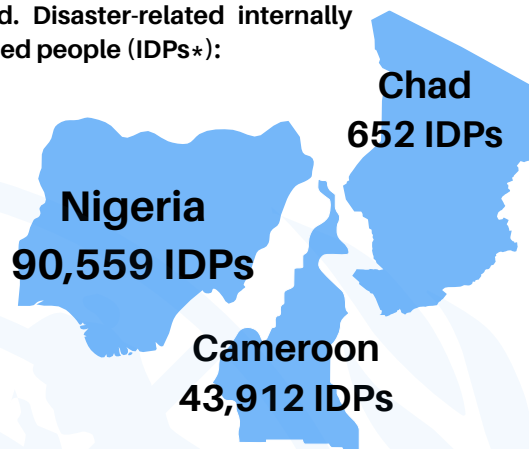 d. Disaster-related internally
ed people (IDPs*):
Chad
652 IDPs
Nigeria
90,559 IDPs
Cameroon
43,912 IDPs